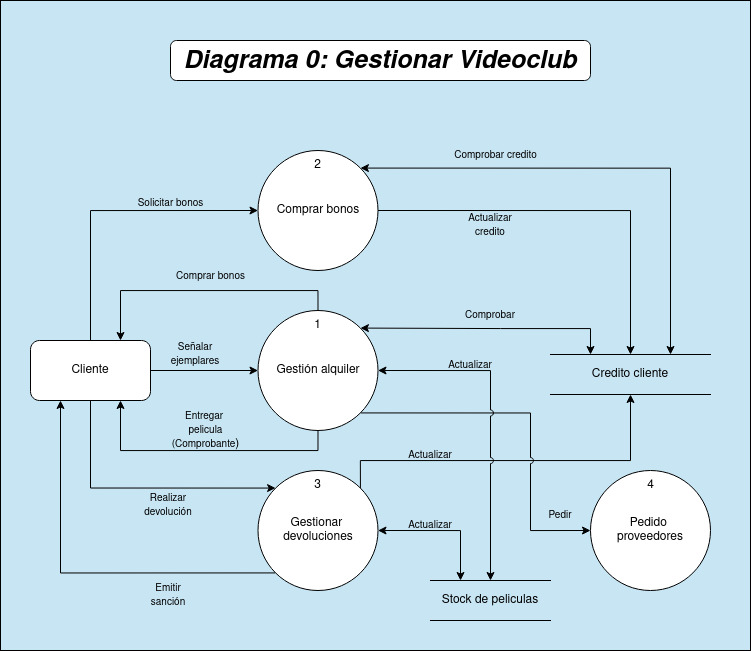 Diagrama 0: Gestionar Videoclub
Comprobar credito
2
Solicitar bonos
Comprar bonos
Actualizar
credito
Comprar bonos
Comprobar
1
Señalar
ejemplares
Gestión alquiler
Actualizar
Cliente
Credito cliente
Entregar
pelicula
(Comprobante)
Actualizar
3
4
Realizar
devolución
Gestionar
devoluciones
Actualizar
Pedir
Pedido
proveedores
Emitir
sanción
Stock de peliculas